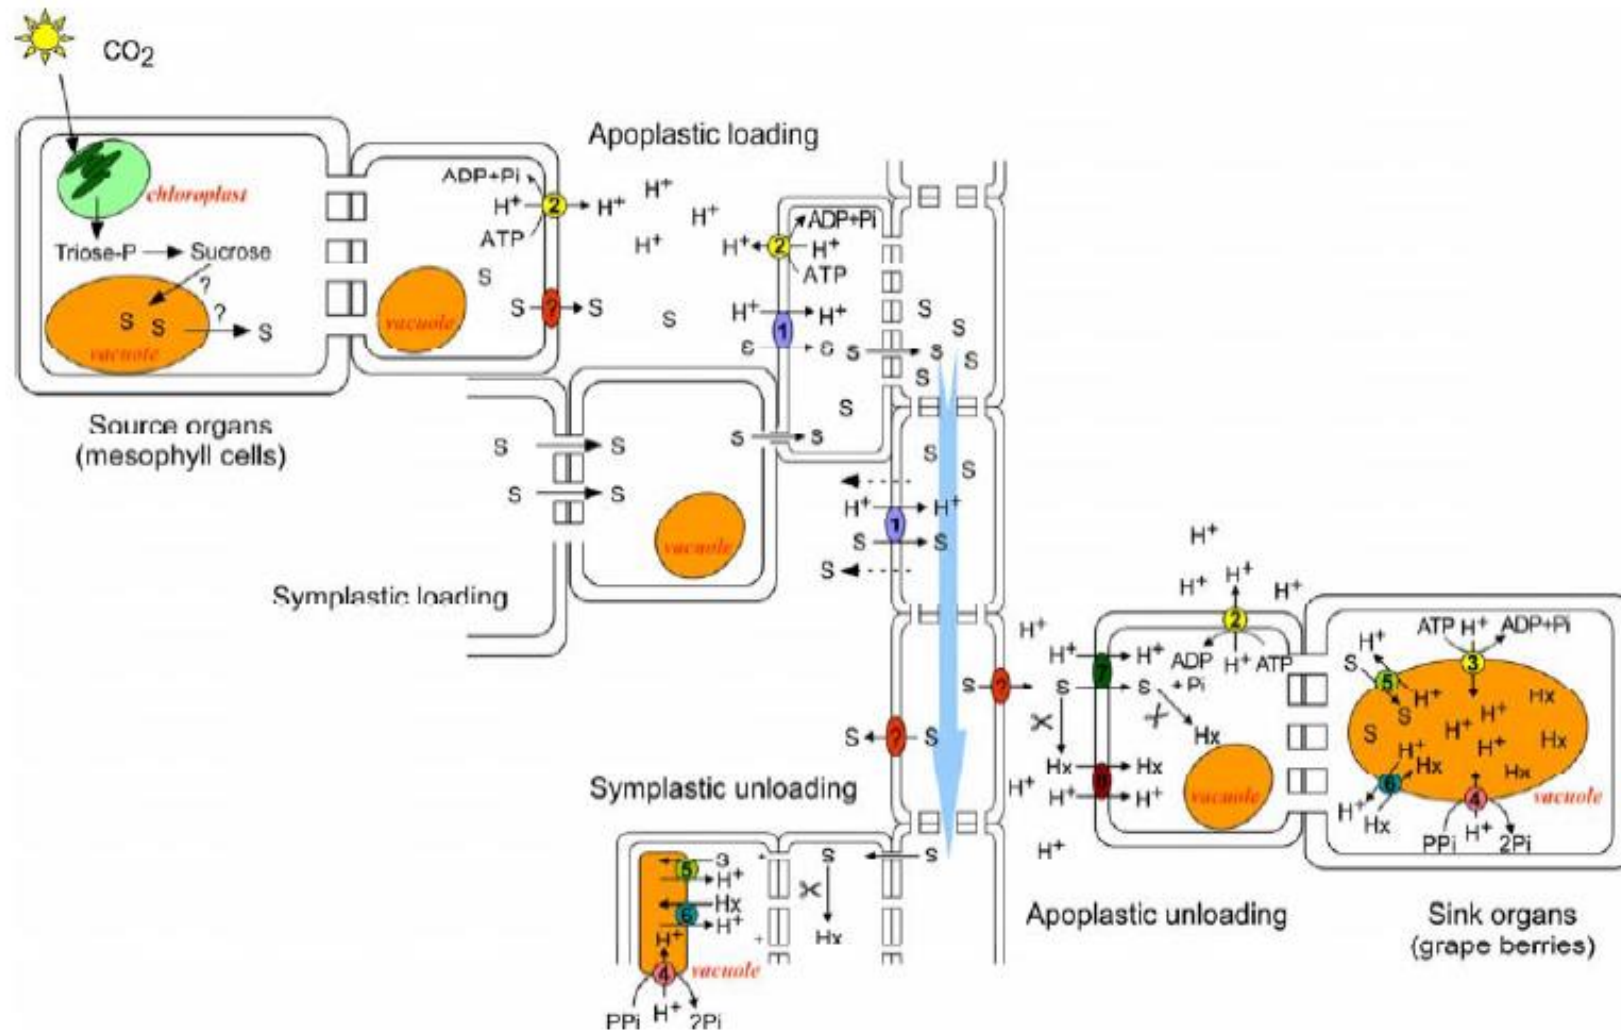 CO2
Apoplastic loading
chloroplast
Triose-P
Sucrose
?
?
S S
S
vacuole
ADP+Pi
H+
2
H+
ATP
S
S
?
S
vacuole
H+
H+
H+
S
H+
2
H+
ADP+Pi
ATP
H+
1
H+
S
S
S
S
S
S
S
S
S
Source organs
(mesophyll cells)
S
S
S
S
S
S
vacuole
Symplastic loading
S
S
H+
1
H+
S
S
S
H+
H+
H+
H+
H+
2
ADP
+ Pi
H+
ATP
H+
H+
S
?
S
S
Hx
Hx
Hx
H+
H+
H+
H+
vacuole
S
?
S
ATP
H+
ADP+Pi
3
H+
S
5
H+
S
S
H+
H+
H+
H+
Hx
Hx
Hx
H+
Hx
6
H+
Hx
4
PPi
H+
2Pi
vacuole
Symplastic unloading
S
S
Hx
5
H+
Hx
6
H+
H+
4
vacuole
PPi
H+
Apoplastic unloading
Sink organs
(grape berries)